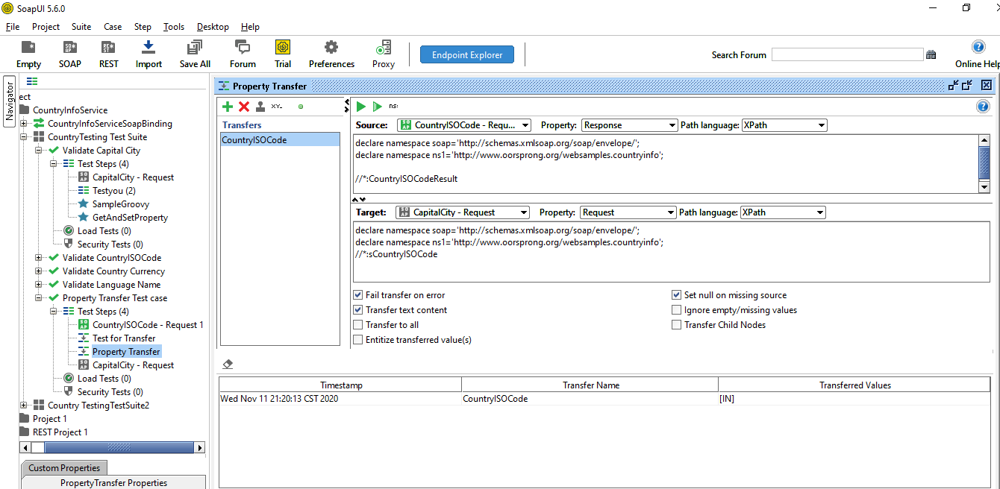 SoapUI 5.6.0
File Project Suite Case Step Tools Desktop Help
Empty SOAP REST Import Save All Forum Trial Preferences Proxy Endpoint Explorer Search Forum Online Help
Navigator
ect
CountryInfoService
CountryInfoServiceSoapBinding
CountryTesting Test Suite
Validate Capital City
Test Steps (4)
CapitalCity - Request
Testyou (2)
SampleGroovy
GetAndSetProperty
Load Tests (0)
Security Tests (0)
Validate CountryISOCode
Validate Country Currency
Validate Language Name
Property Transfer Test case
Test Steps (4)
CountryISOCode - Request 1
Test for Transfer
Property Transfer
CapitalCity - Request
Load Tests (0)
Security Tests (0)
Country TestingTestSuite2
Project 1
REST Project 1
Custom Properties
PropertyTransfer Properties
Property Transfer
XY- ns:
Transfers
CountryISOCode
Source: CountryISOCode - Requ... Property: Response Path language: XPath
declare namespace soap='http://schemas.xmlsoap.org/soap/envelope/';
declare namespace ns1='http://www.oorsprong.org/websamples.countryinfo';
//*:CountryISOCodeResult
Target: CapitalCity - Request Property: Request Path language: XPath
declare namespace soap='http://schemas.xmlsoap.org/soap/envelope/';
declare namespace ns1='http://www.oorsprong.org/websamples.countryinfo';
//*:sCountryISOCode
Fail transfer on error Set null on missing source
Transfer text content Ignore empty/missing values
Transfer to all Transfer Child Nodes
Entitize transferred value(s)
Timestamp Transfer Name Transferred Values
Wed Nov 11 21:20:13 CST 2020 CountryISOCode [IN]